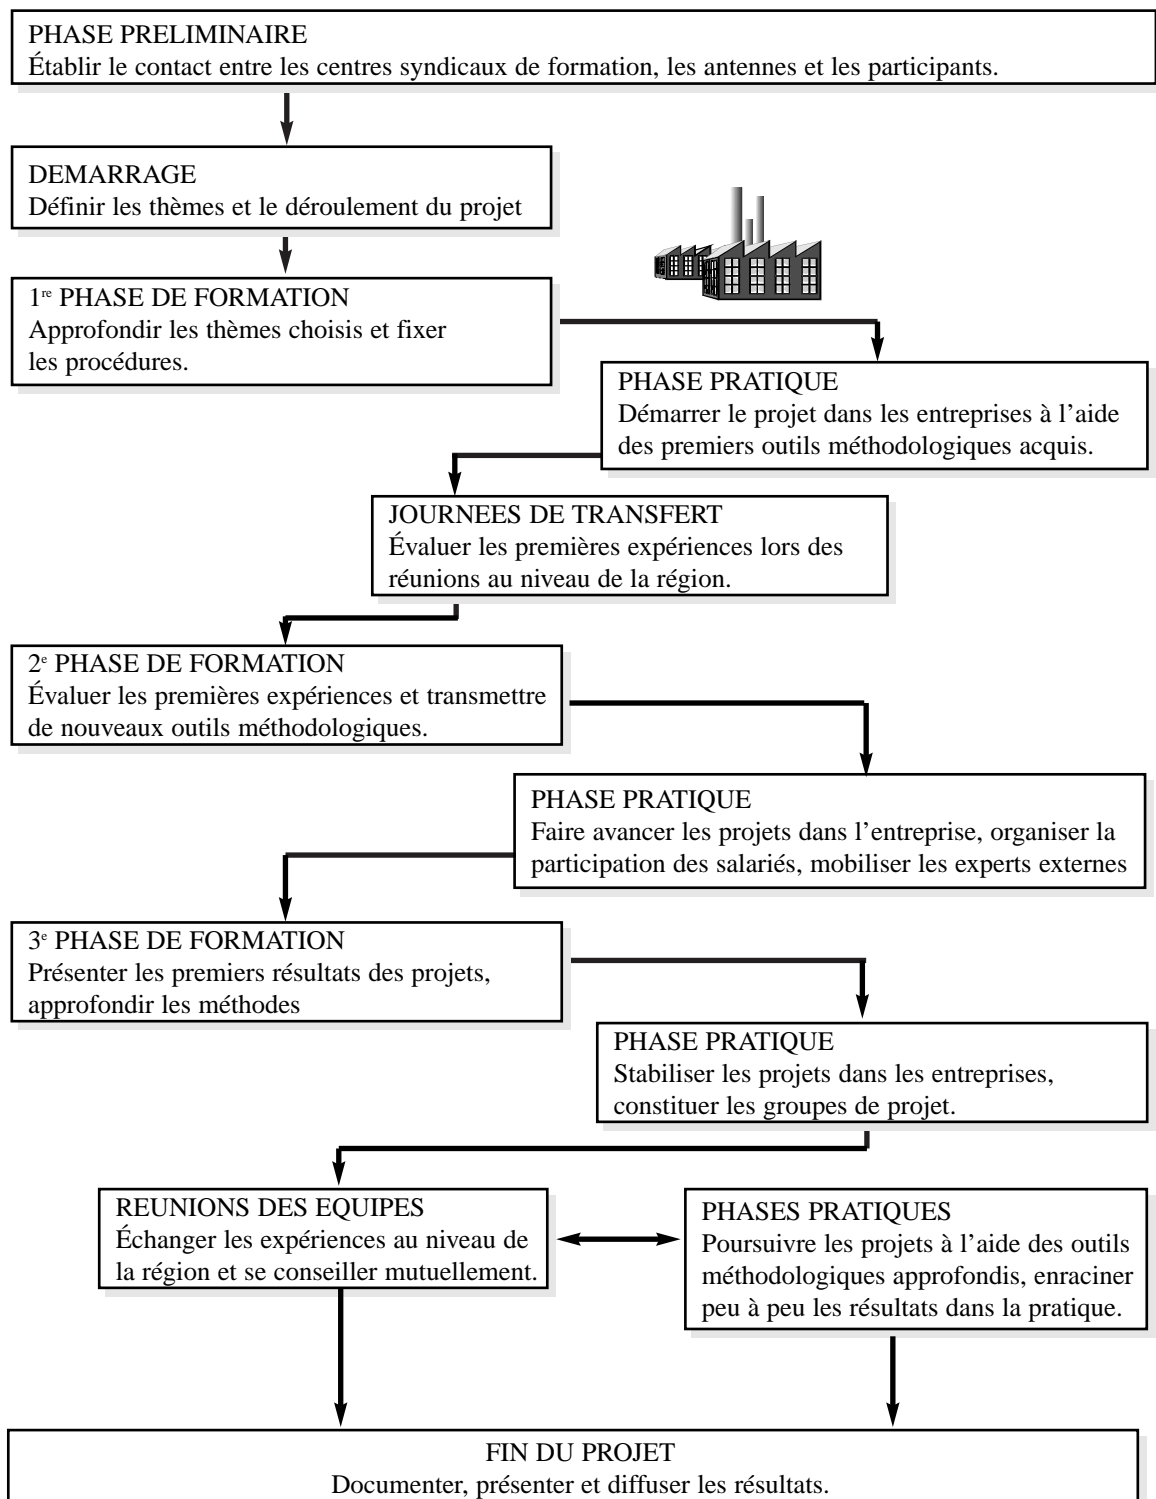 PHASE PRELIMINAIRE
Établir le contact entre les centres syndicaux de formation, les antennes et les participants.
DEMARRAGE
Définir les thèmes et le déroulement du projet
1re PHASE DE FORMATION
Approfondir les thèmes choisis et fixer
les procédures.
PHASE PRATIQUE
Démarrer le projet dans les entreprises à l’aide
des premiers outils méthodologiques acquis.
JOURNEES DE TRANSFERT
Évaluer les premières expériences lors des
réunions au niveau de la région.
2e PHASE DE FORMATION
Évaluer les premières expériences et transmettre
de nouveaux outils méthodologiques.
PHASE PRATIQUE
Faire avancer les projets dans l’entreprise, organiser la
participation des salariés, mobiliser les experts externes
3e PHASE DE FORMATION
Présenter les premiers résultats des projets,
approfondir les méthodes
PHASE PRATIQUE
Stabiliser les projets dans les entreprises,
constituer les groupes de projet.
REUNIONS DES EQUIPES
Échanger les expériences au niveau de
la région et se conseiller mutuellement.
PHASES PRATIQUES
Poursuivre les projets à l’aide des outils
méthodologiques approfondis, enraciner
peu à peu les résultats dans la pratique.
FIN DU PROJET
Documenter, présenter et diffuser les résultats.